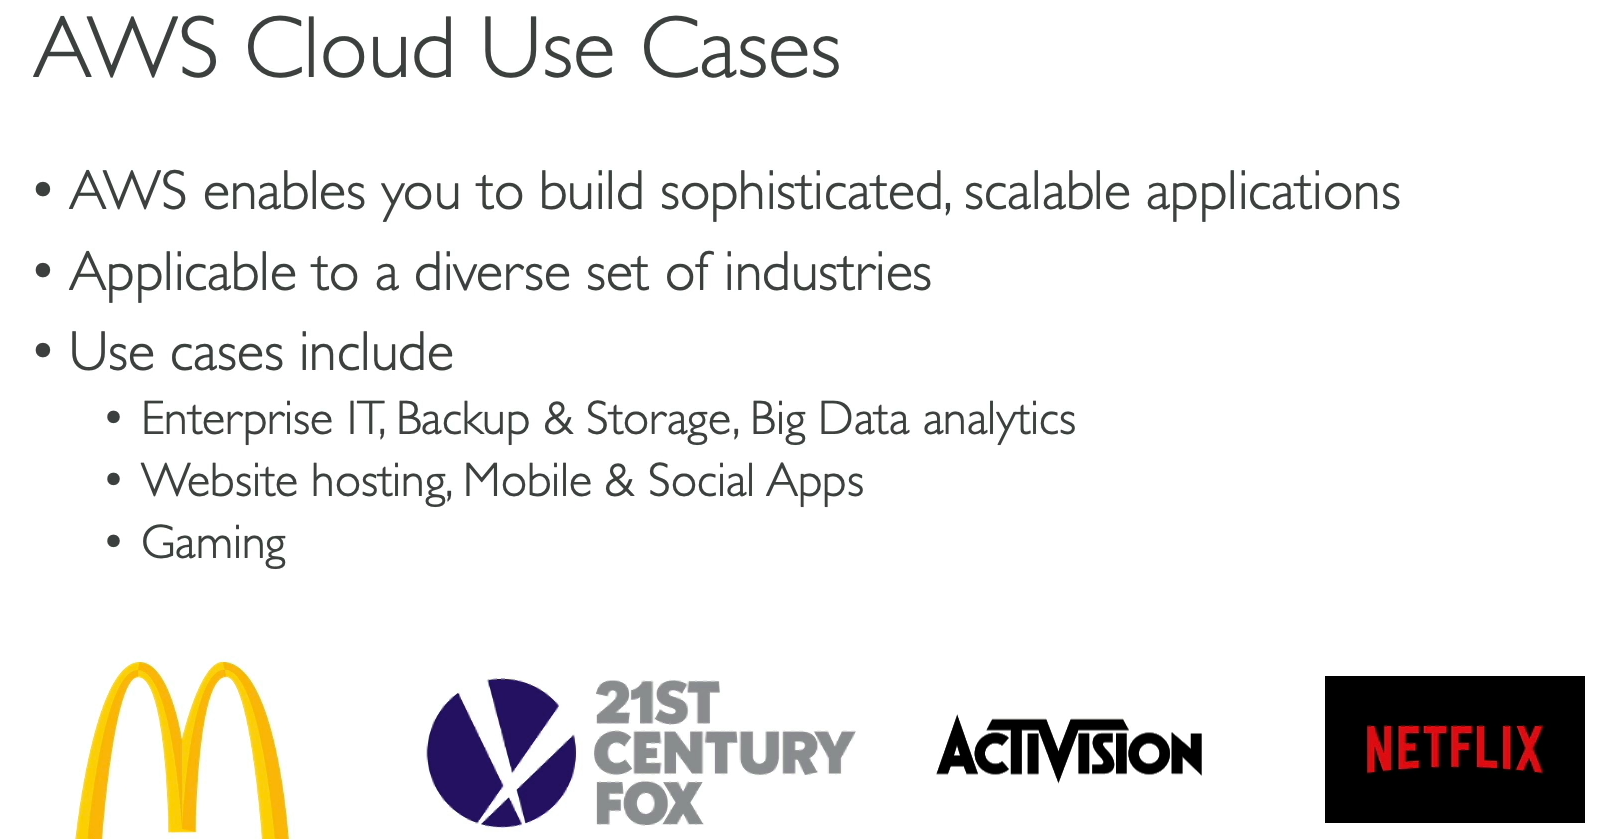 AWS Cloud Use Cases
• AWS enables you to build sophisticated, scalable applications
• Applicable to a diverse set of industries
• Use cases include
• Enterprise IT, Backup & Storage, Big Data analytics
• Website hosting, Mobile & Social Apps
• Gaming
21ST
CENTURY
FOX
ACTIVISION
NETFLIX